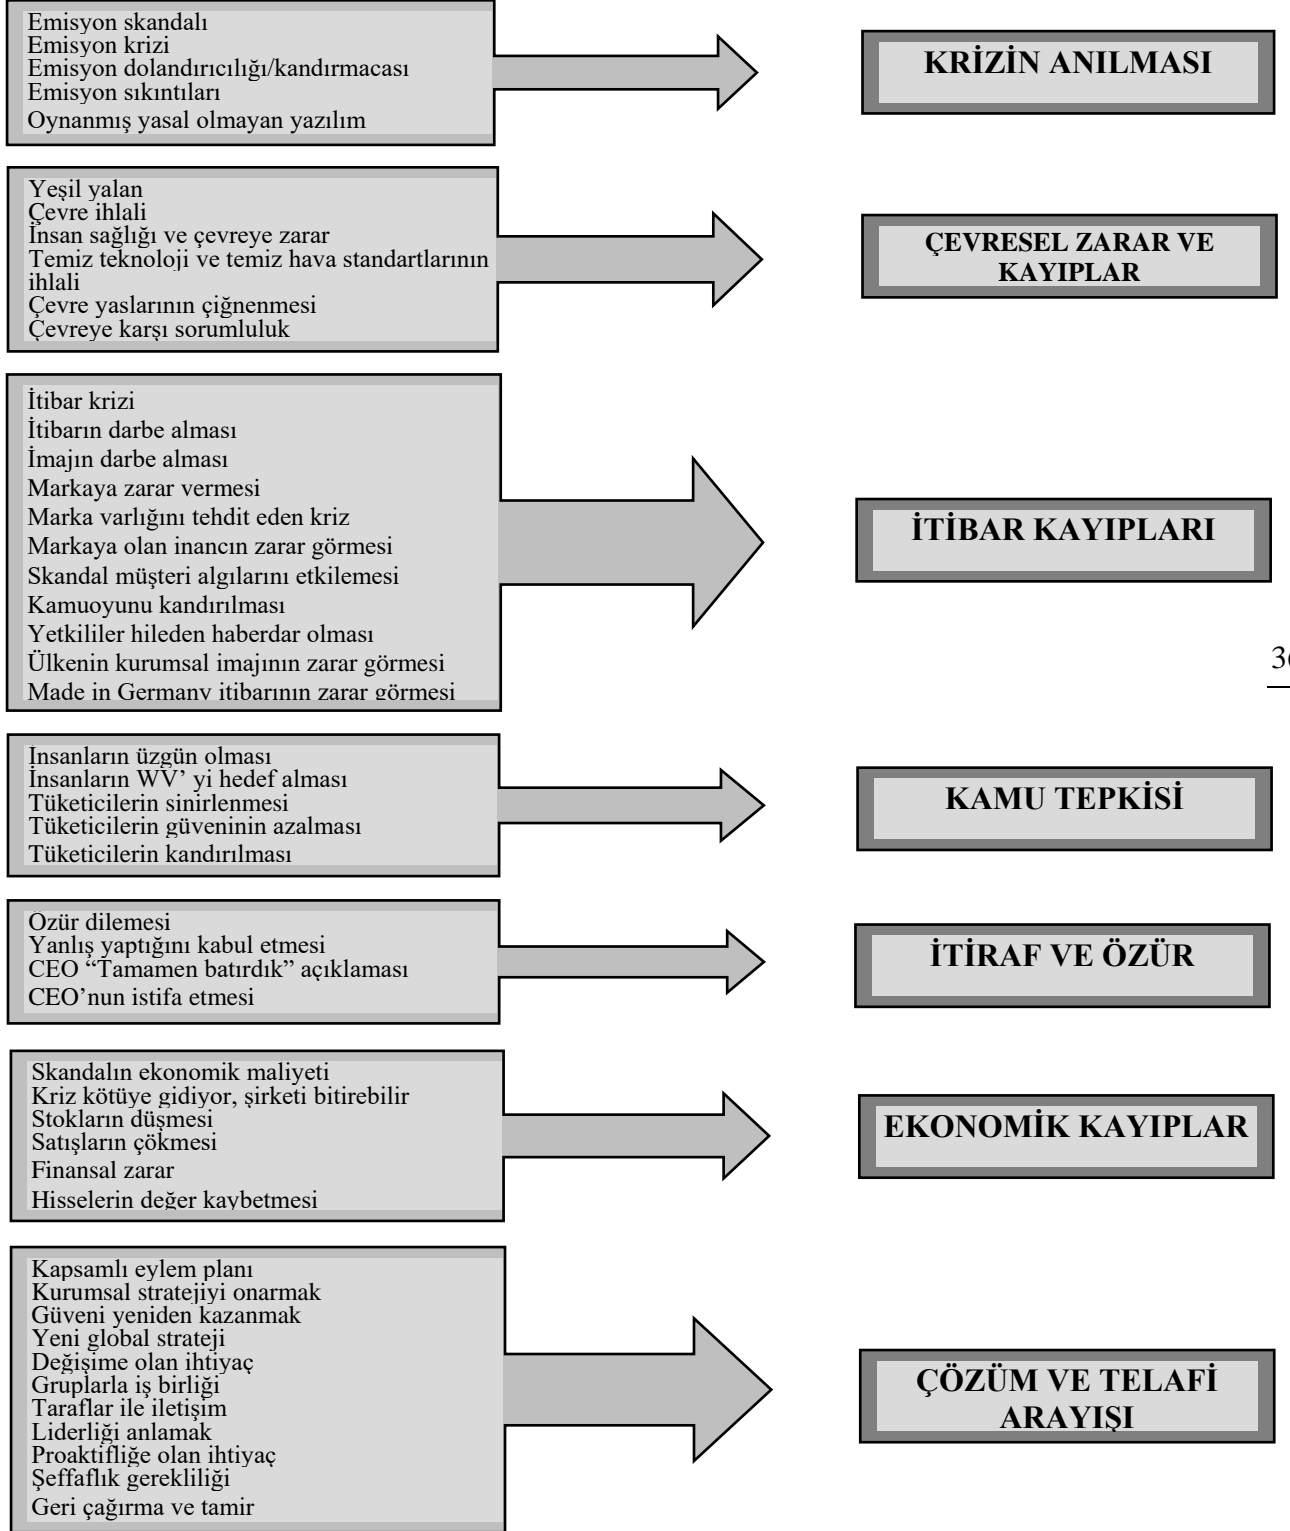 Emisyon skandalı
Emisyon krizi
Emisyon dolandırıcılığı/kandırmacası
Emisyon sıkıntıları
Oynanmış yasal olmayan yazılım
KRİZİN ANILMASI
Yeşil yalan
Çevre ihlali
İnsan sağlığı ve çevreye zarar
Temiz teknoloji ve temiz hava standartlarının
ihlali
Çevre yaslarının çiğnenmesi
Çevreye karşı sorumluluk
ÇEVRESEL ZARAR VE
KAYIPLAR
İtibar krizi
İtibarın darbe alması
İmajın darbe alması
Markaya zarar vermesi
Marka varlığını tehdit eden kriz
Markaya olan inancın zarar görmesi
Skandal müşteri algılarını etkilemesi
Kamuoyunu kandırılması
Yetkililer hileden haberdar olması
Ülkenin kurumsal imajının zarar görmesi
Made in Germany itibarının zarar görmesi
İTİBAR KAYIPLARI
İnsanların üzgün olması
İnsanların WV' yi hedef alması
Tüketicilerin sinirlenmesi
Tüketicilerin güveninin azalması
Tüketicilerin kandırılması
KAMU TEPKİSİ
Özür dilemesi
Yanlış yaptığını kabul etmesi
CEO “Tamamen batırdık” açıklaması
CEO’nun istifa etmesi
İTİRAF VE ÖZÜR
Skandalın ekonomik maliyeti
Kriz kötüye gidiyor, şirketi bitirebilir
Stokların düşmesi
Satışların çökmesi
Finansal zarar
Hisselerin değer kaybetmesi
EKONOMİK KAYIPLAR
Kapsamlı eylem planı
Kurumsal stratejiyi onarmak
Güveni yeniden kazanmak
Yeni global strateji
Değişime olan ihtiyaç
Gruplarla iş birliği
Taraflar ile iletişim
Liderliği anlamak
Proaktifliğe olan ihtiyaç
Şeffaflık gerekliliği
Geri çağırma ve tamir
ÇÖZÜM VE TELAFİ
ARAYIŞI